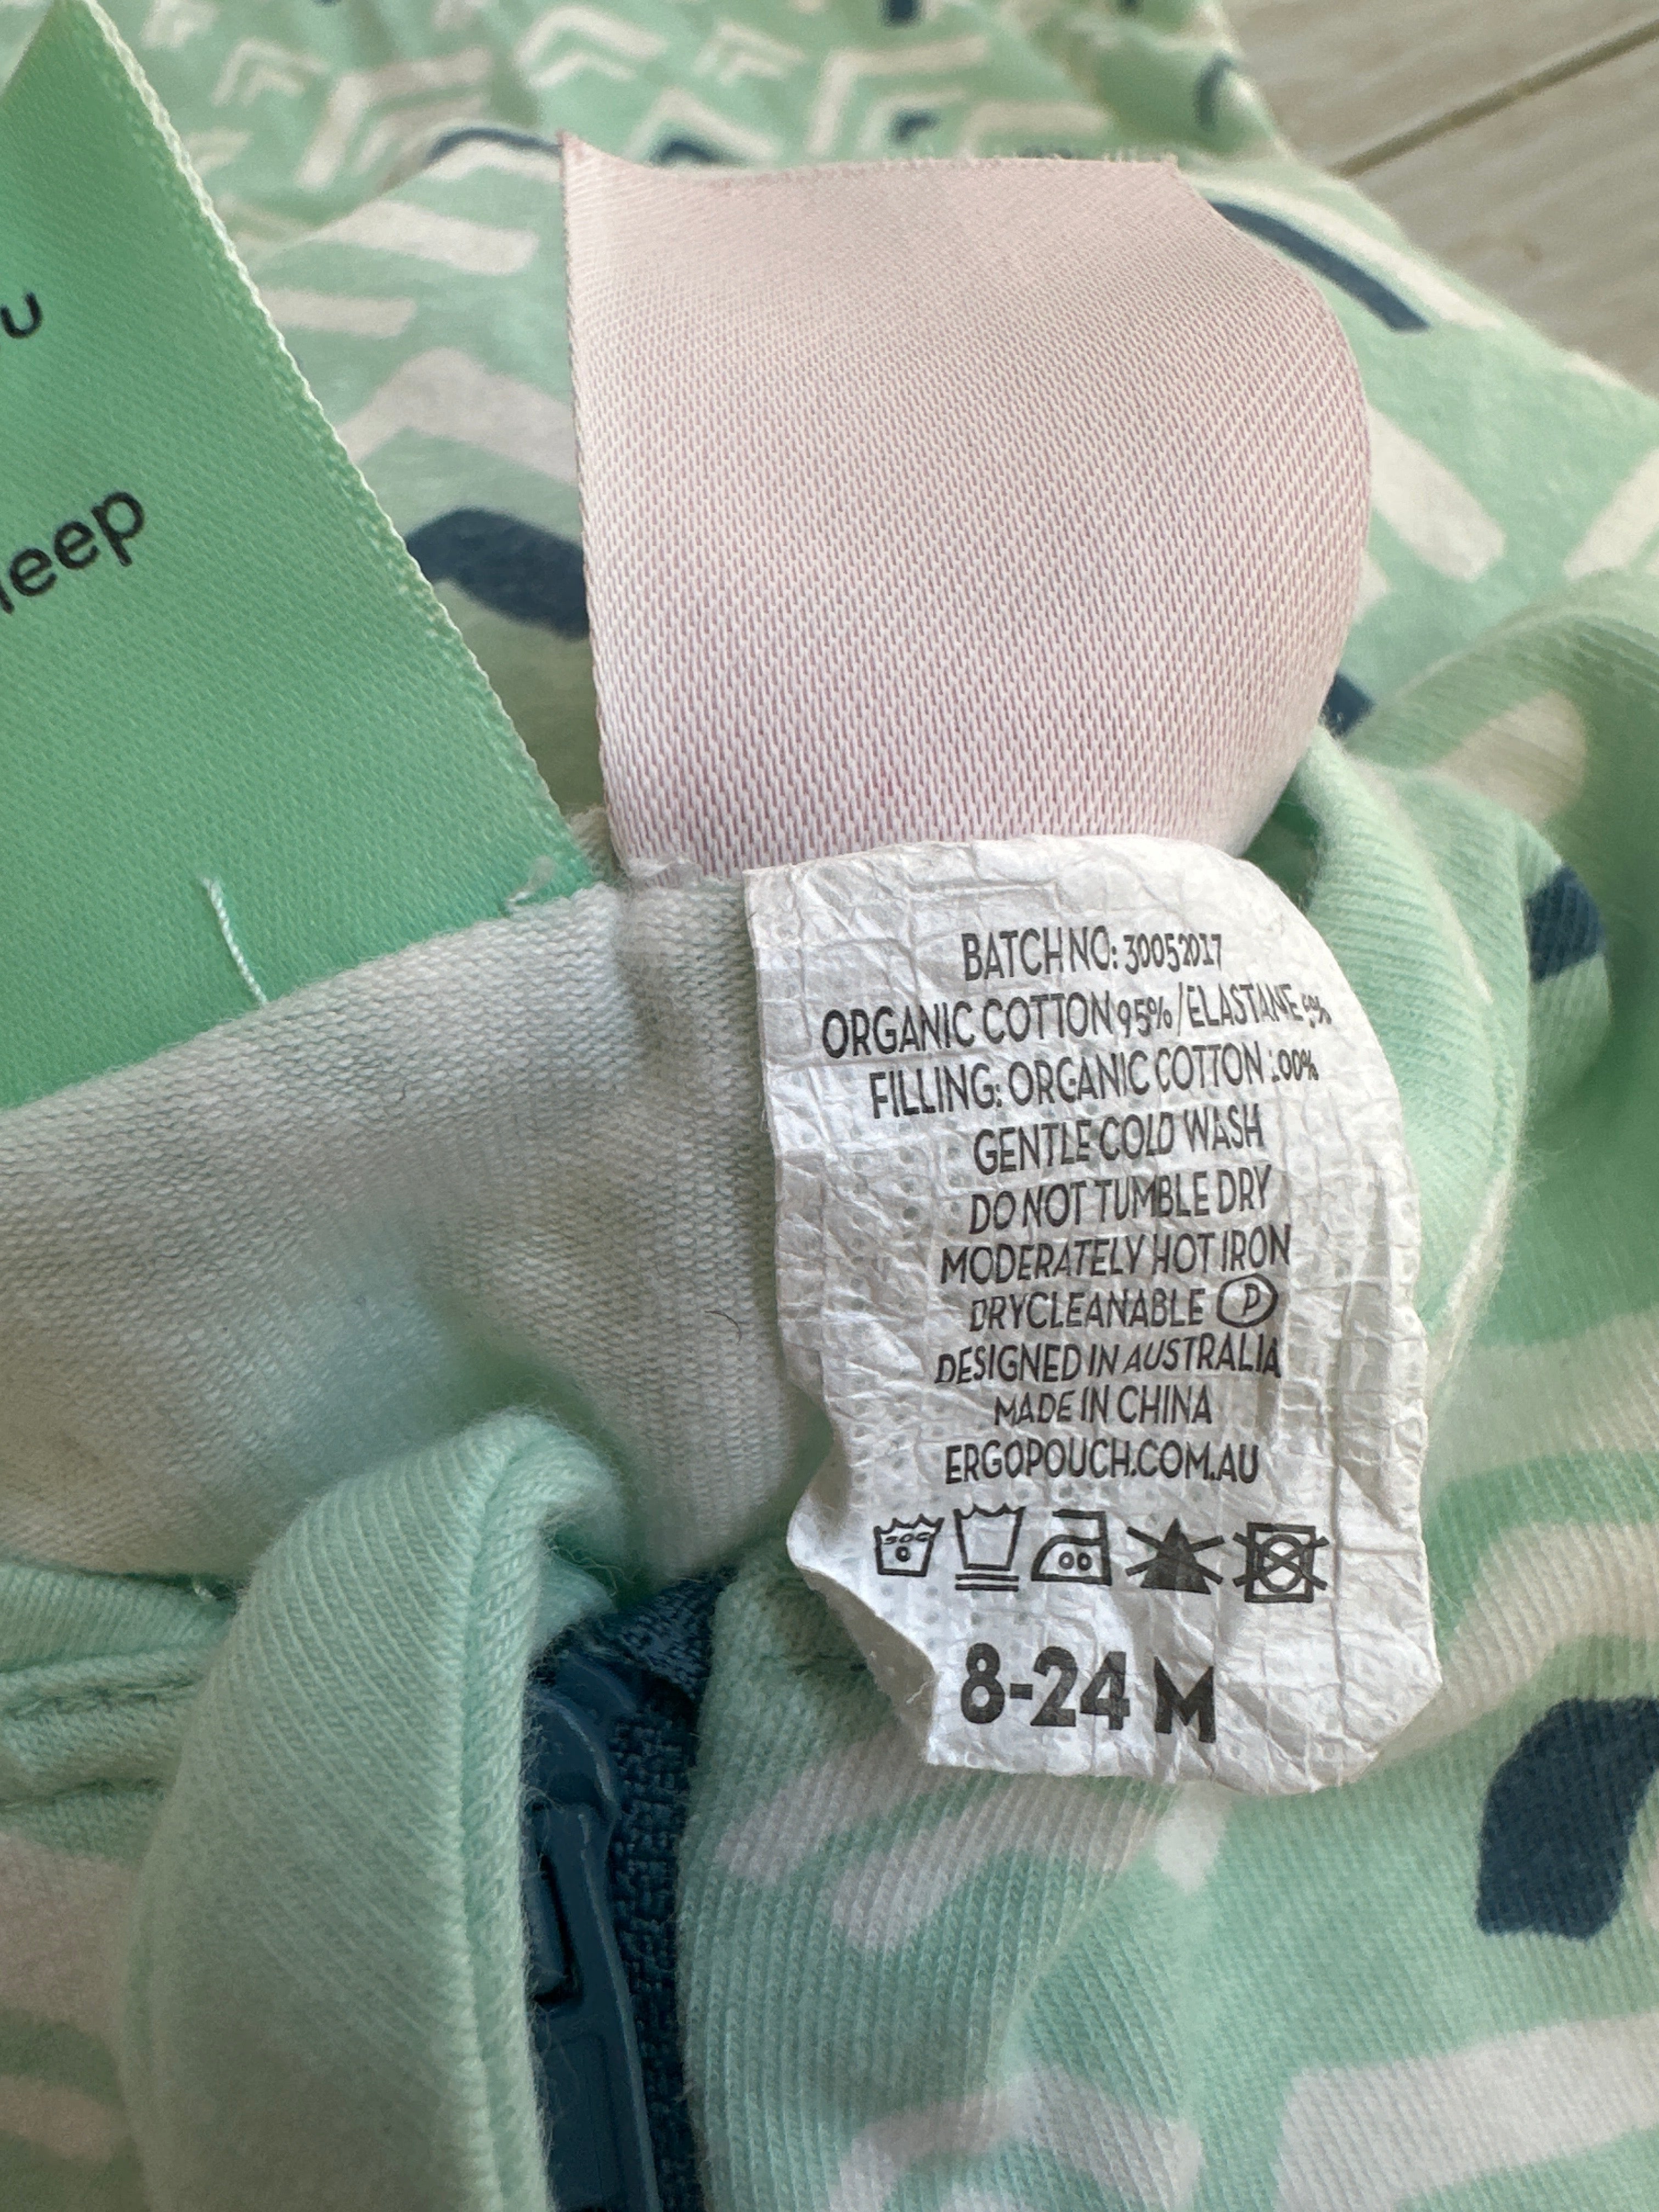 u
leep
BATCH NO: 30052017
ORGANIC COTTON 95% / ELASTANE 5%
FILLING: ORGANIC COTTON 100%
GENTLE COLD WASH
DO NOT TUMBLE DRY
MODERATELY HOT IRON
DRYCLEANABLE P
DESIGNED IN AUSTRALIA
MADE IN CHINA
ERGOPOUCH.COM.AU
8-24 M